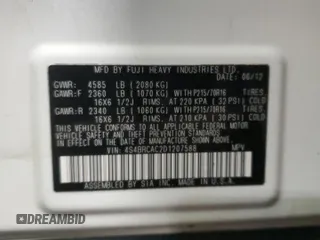 MFD BY FUJI HEAVY INDUSTRIES LTD.
DATE: 06/12
GVWR: 4585 LB (2080 KG)
GAWR:F 2360 LB (1070 KG) WITH P215/70R16 TIRES,
16X6 1/2J RIMS, AT 220 KPA (32 PSI) COLD
GAWR:R 2340 LB (1060 KG) WITH P215/70R16 TIRES,
16X6 1/2J RIMS, AT 210 KPA (30 PSI) COLD
THIS VEHICLE CONFORMS TO ALL APPLICABLE
FEDERAL MOTOR VEHICLE SAFETY AND
THEFT PREVENTION STANDARDS IN EFFECT ON
THE DATE OF MANUFACTURE SHOWN ABOVE.
VIN: 4S4BRCAC2D1207588 MPV
ASSEMBLED BY SIA INC. MADE IN U.S.A.
DREAMBID